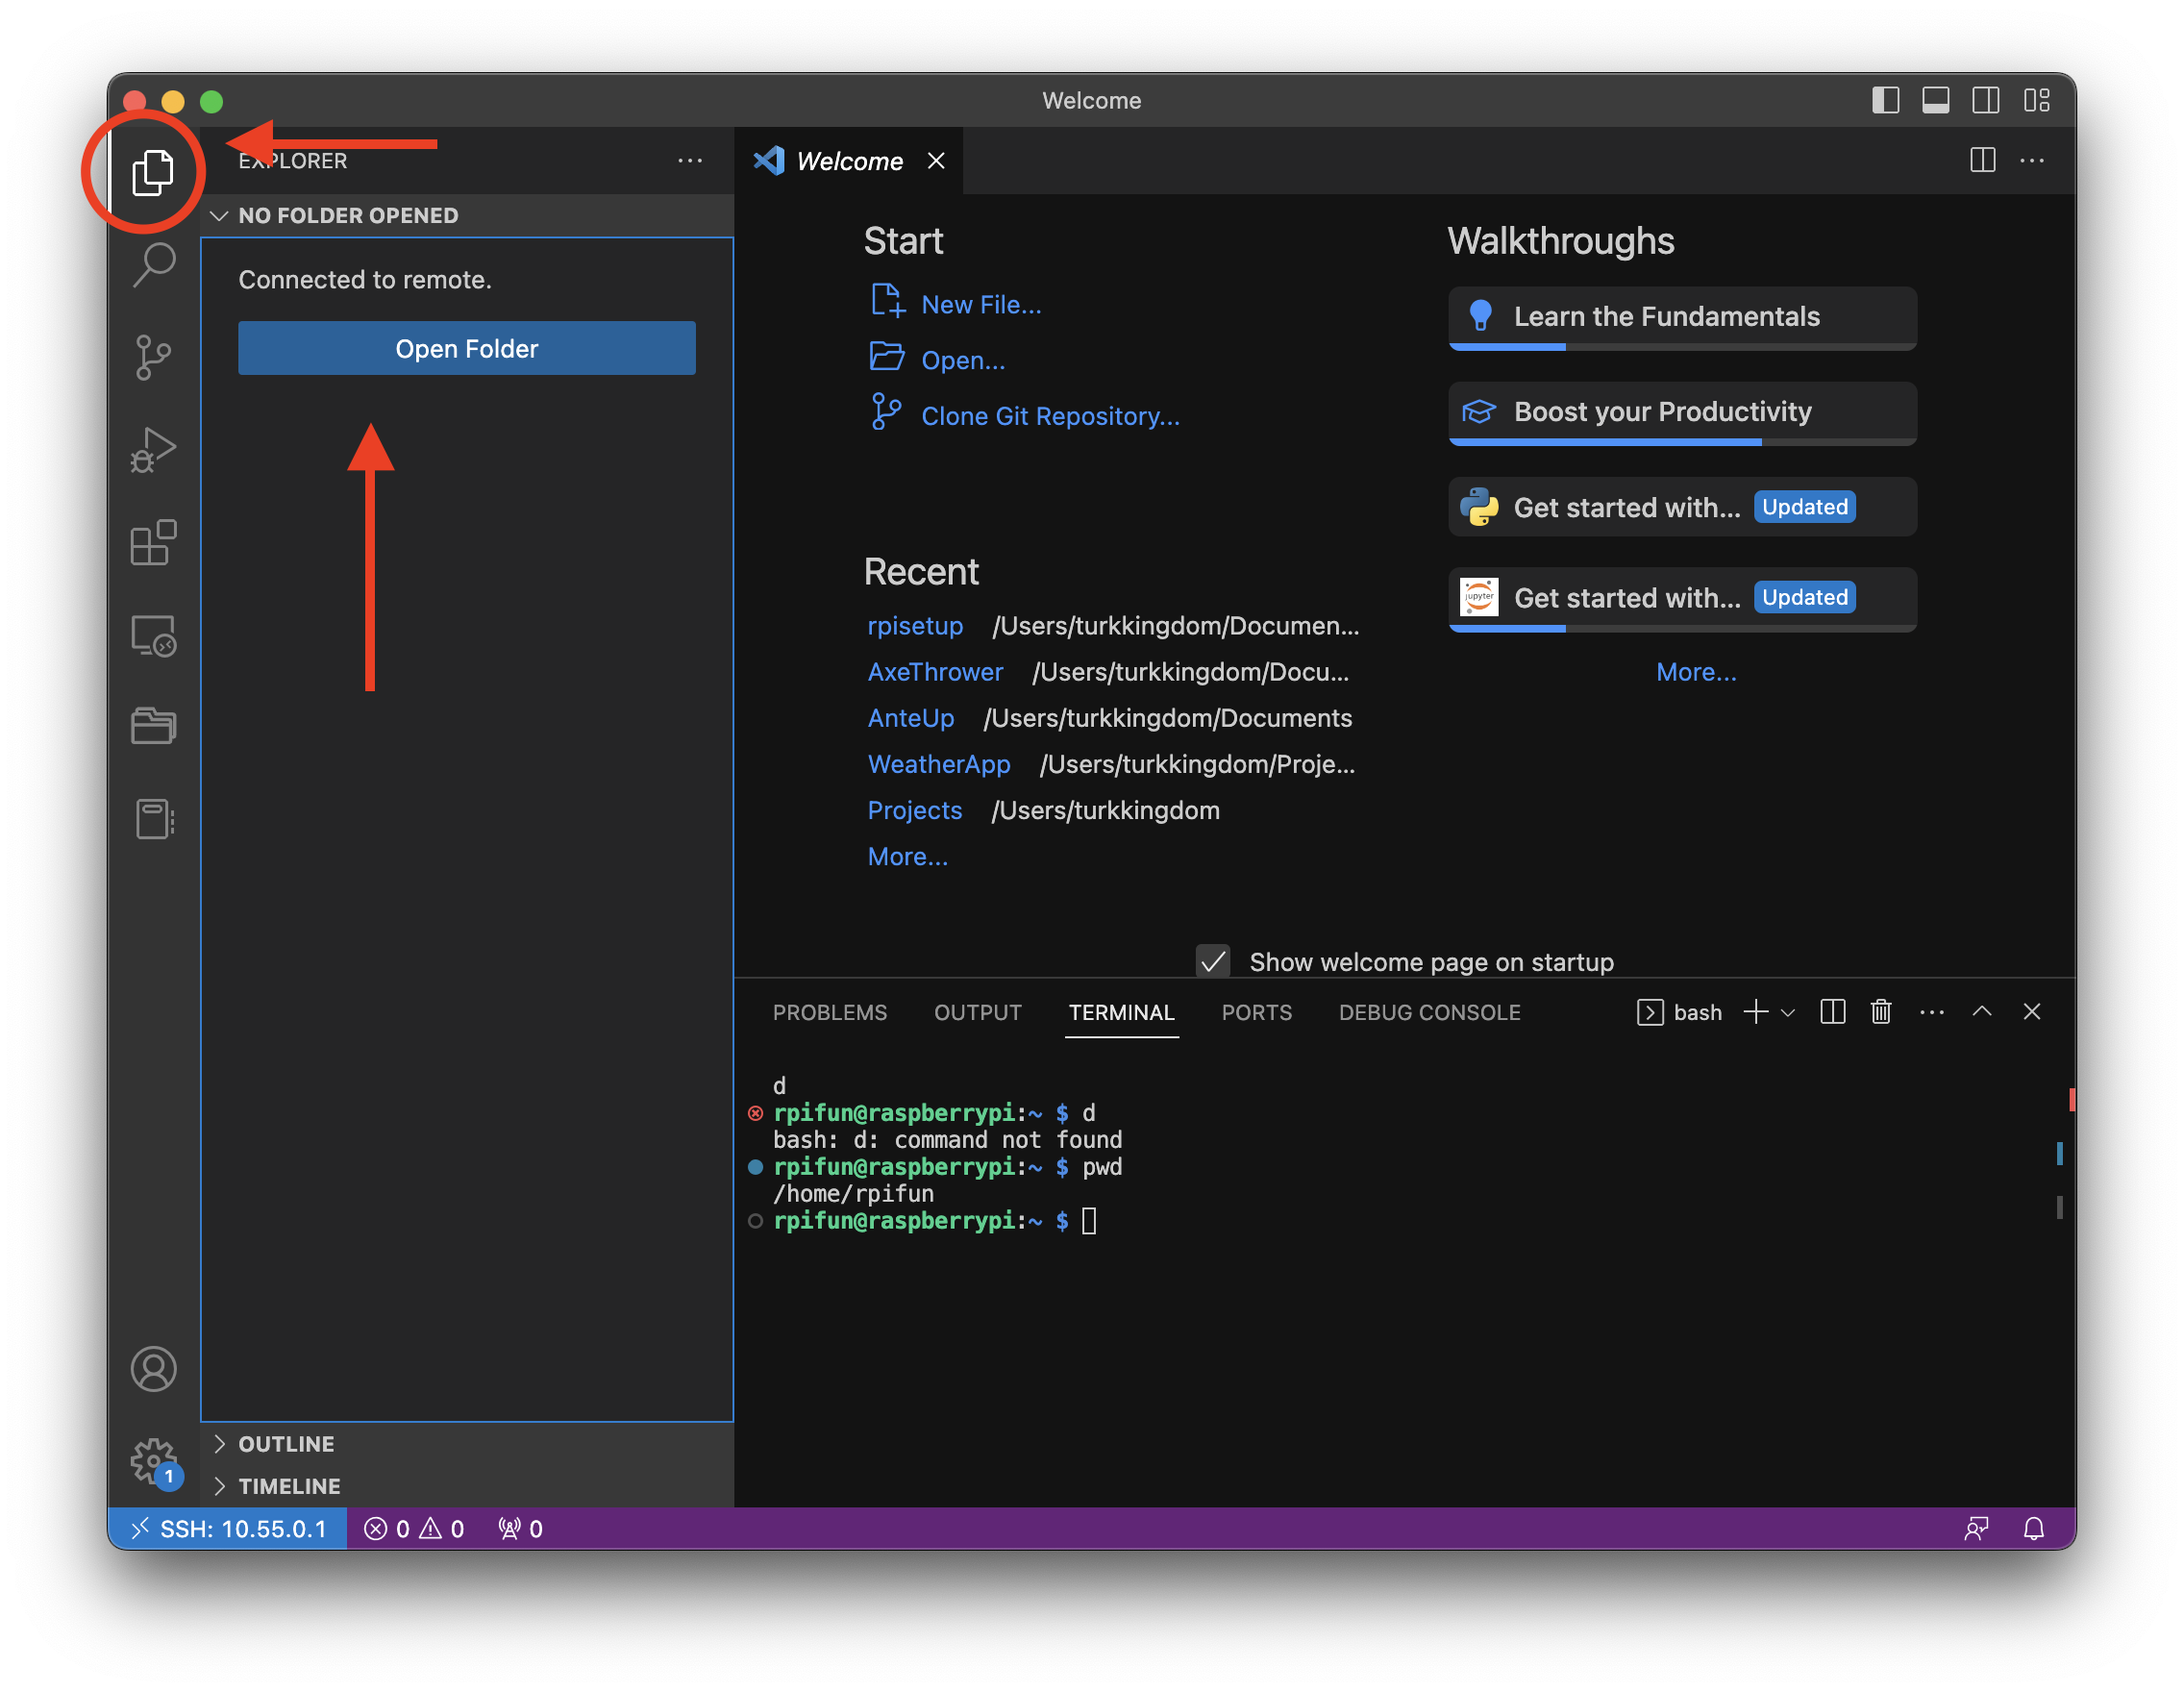 Welcome
EXPLORER
NO FOLDER OPENED
Connected to remote.
Open Folder
OUTLINE
TIMELINE
Welcome
Start
New File...
Open...
Clone Git Repository...
Recent
rpisetup /Users/turkkingdom/Documen...
AxeThrower /Users/turkkingdom/Docu...
AnteUp /Users/turkkingdom/Documents
WeatherApp /Users/turkkingdom/Proje...
Projects /Users/turkkingdom
More...
Walkthroughs
Learn the Fundamentals
Boost your Productivity
Get started with... Updated
jupyter
Get started with... Updated
More...
Show welcome page on startup
PROBLEMS OUTPUT TERMINAL PORTS DEBUG CONSOLE bash
d
rpifun@raspberrypi:~ $ d
bash: d: command not found
rpifun@raspberrypi:~ $ pwd
/home/rpifun
rpifun@raspberrypi:~ $
1
SSH: 10.55.0.1 0 0 0